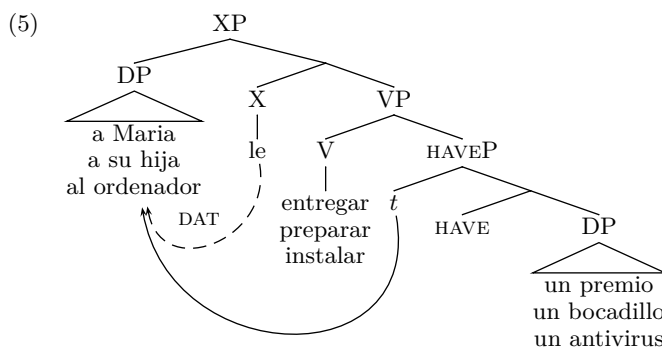 (5)
XP
DP
X
VP
a Maria
a su hija
al ordenador
le
V
HAVEP
DAT
entregar
preparar
instalar
t
HAVE
DP
un premio
un bocadillo
un antivirus